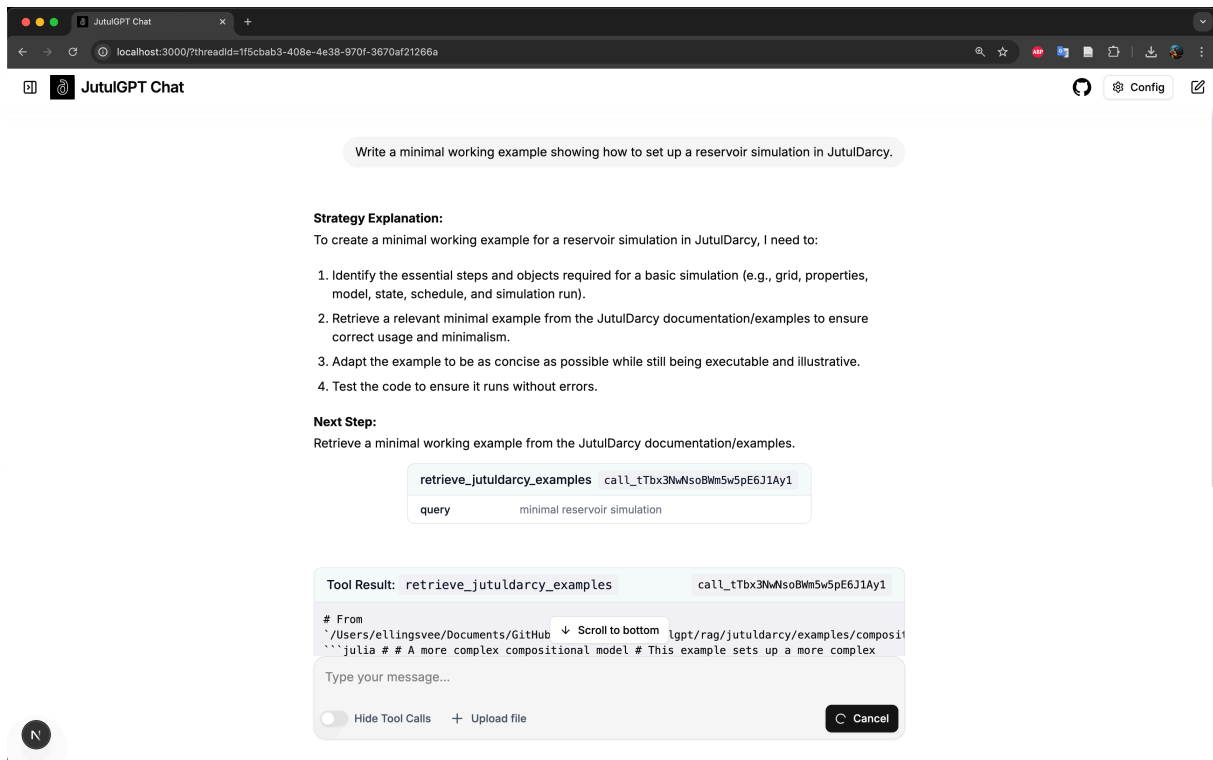 JutulGPT Chat
localhost:3000/?threadId=1f5cbab3-408e-4e38-970f-3670af21266a
ABP
JutulGPT Chat
Config
Write a minimal working example showing how to set up a reservoir simulation in JutulDarcy.
Strategy Explanation:
To create a minimal working example for a reservoir simulation in JutulDarcy, I need to:
1. Identify the essential steps and objects required for a basic simulation (e.g., grid, properties,
model, state, schedule, and simulation run).
2. Retrieve a relevant minimal example from the JutulDarcy documentation/examples to ensure
correct usage and minimalism.
3. Adapt the example to be as concise as possible while still being executable and illustrative.
4. Test the code to ensure it runs without errors.
Next Step:
Retrieve a minimal working example from the JutulDarcy documentation/examples.
retrieve_jutuldarcy_examples call_tTbx3NwNsoBWm5w5pE6J1Ay1
query minimal reservoir simulation
Tool Result: retrieve_jutuldarcy_examples call_tTbx3NwNsoBWm5w5pE6J1Ay1
# From
`/Users/ellingsvee/Documents/GitHub lgpt/rag/jutuldarcy/examples/composit
↓ Scroll to bottom
```julia # # A more complex compositional model # This example sets up a more complex
Type your message...
Hide Tool Calls + Upload file Cancel
N